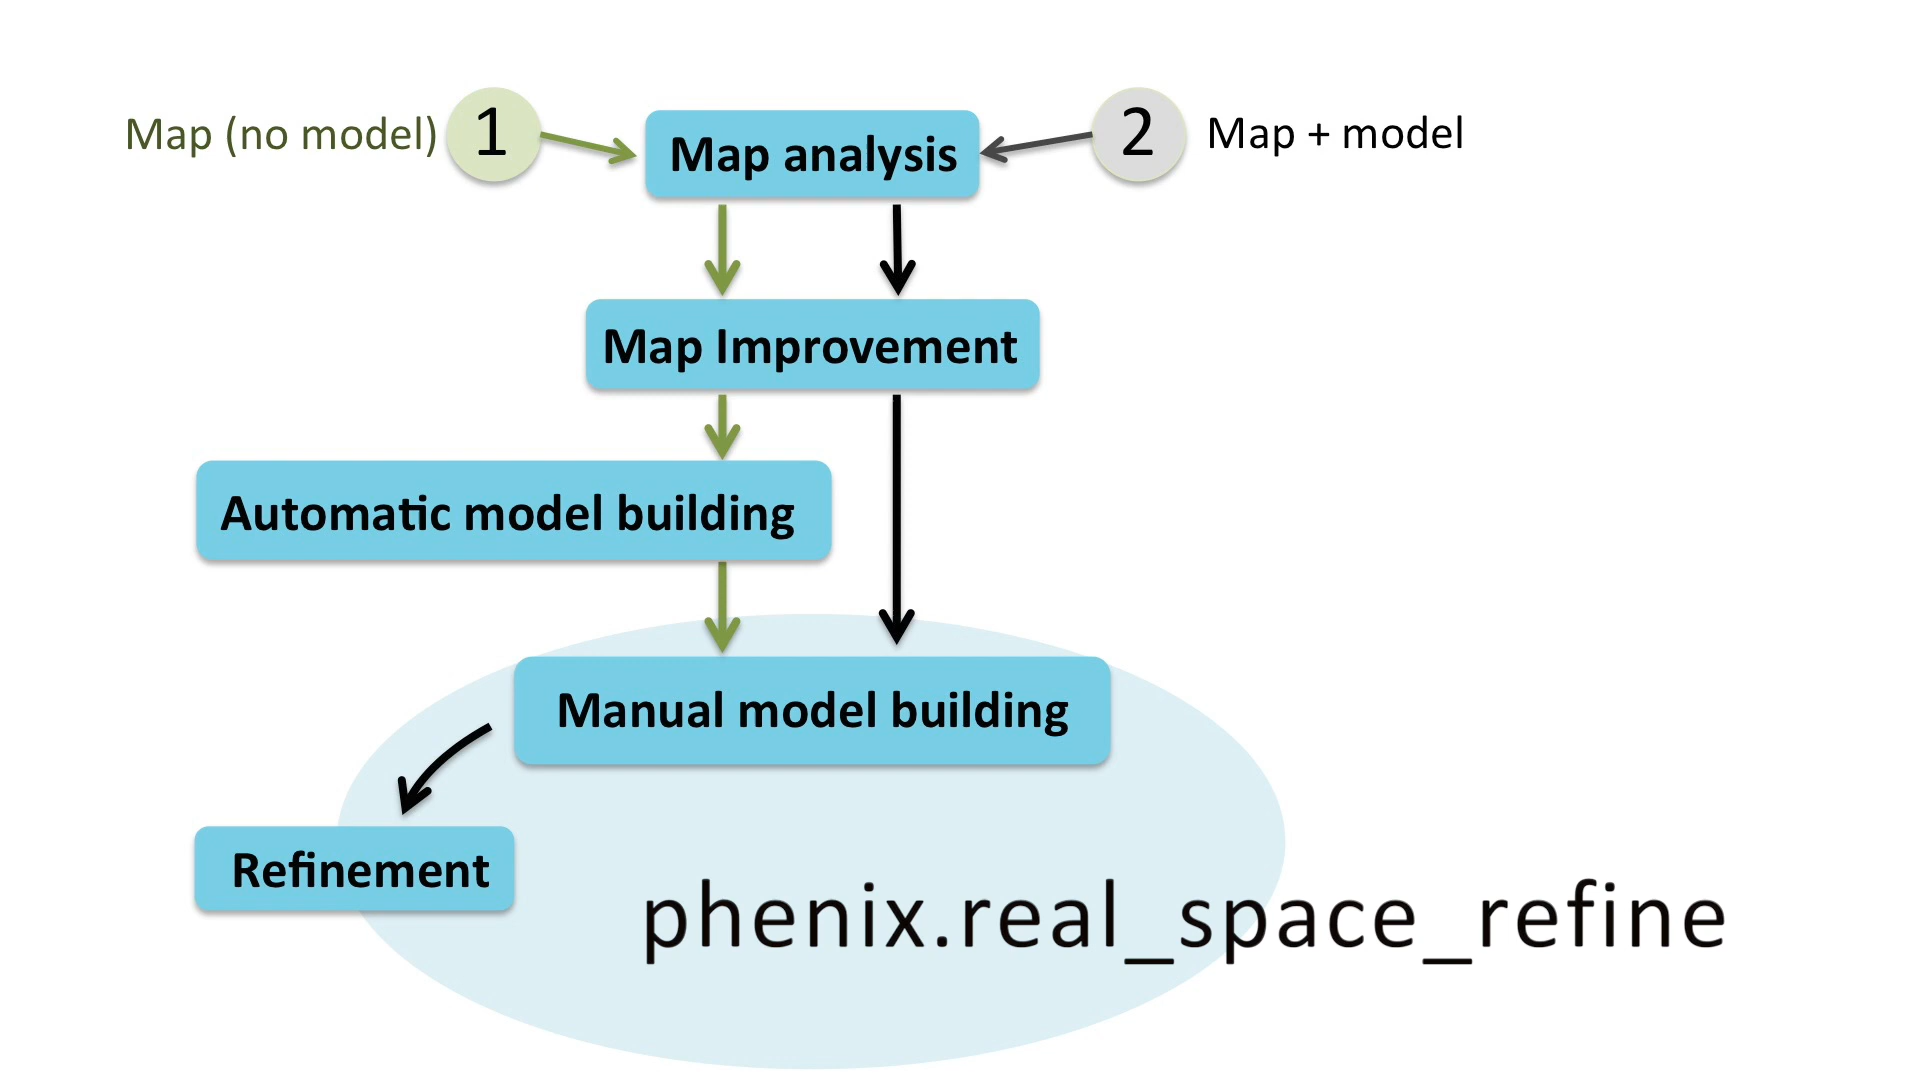 Map (no model)
1
Map analysis
2
Map + model
Map Improvement
Automatic model building
Manual model building
Refinement
phenix.real_space_refine